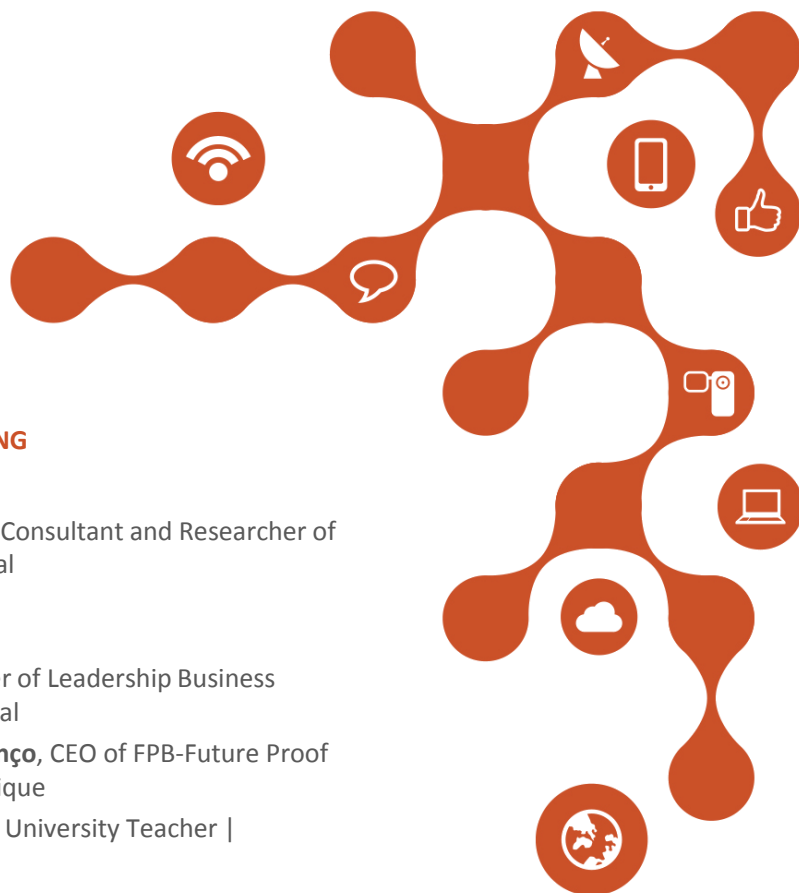 NG
Consultant and Researcher of
al
er of Leadership Business
al
nço, CEO of FPB-Future Proof
ique
University Teacher |